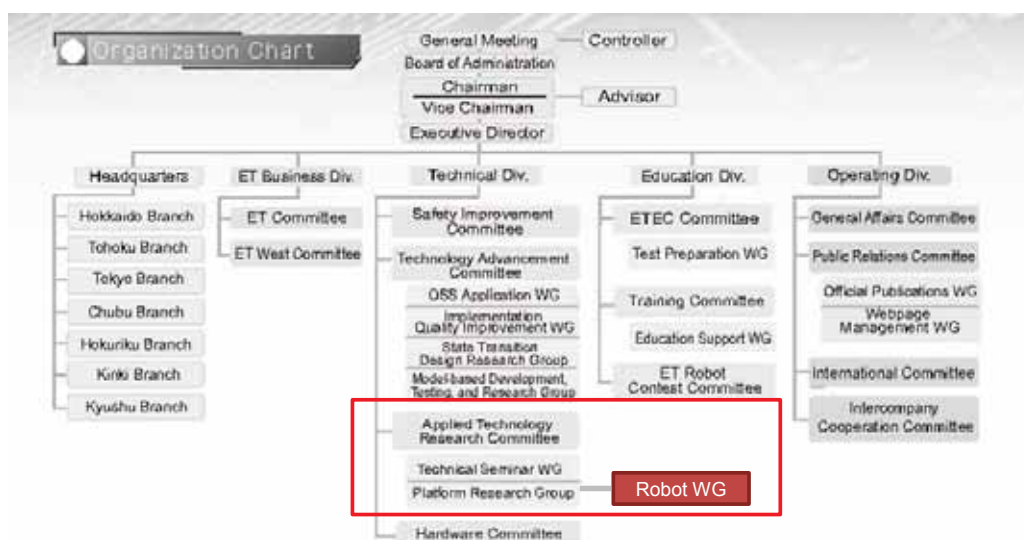 Organization Chart
General Meeting
Controller
Board of Administration
Chairman
Vice Chairman
Advisor
Executive Director
Headquarters
Hokkaido Branch
Tohoku Branch
Tokyo Branch
Chubu Branch
Hokuriku Branch
Kinki Branch
Kyushu Branch
ET Business Div.
ET Committee
ET West Committee
Technical Div.
Safety Improvement
Committee
Technology Advancement
Committee
OSS Application WG
Implementation
Quality Improvement WG
State Transition
Design Research Group
Model-based Development,
Testing, and Research Group
Applied Technology
Research Committee
Technical Seminar WG
Platform Research Group
Robot WG
Hardware Committee
Education Div.
ETEC Committee
Test Preparation WG
Training Committee
Education Support WG
ET Robot
Contest Committee
Operating Div.
General Affairs Committee
Public Relations Committee
Official Publications WG
Webpage
Management WG
International Committee
Intercompany
Cooperation Committee